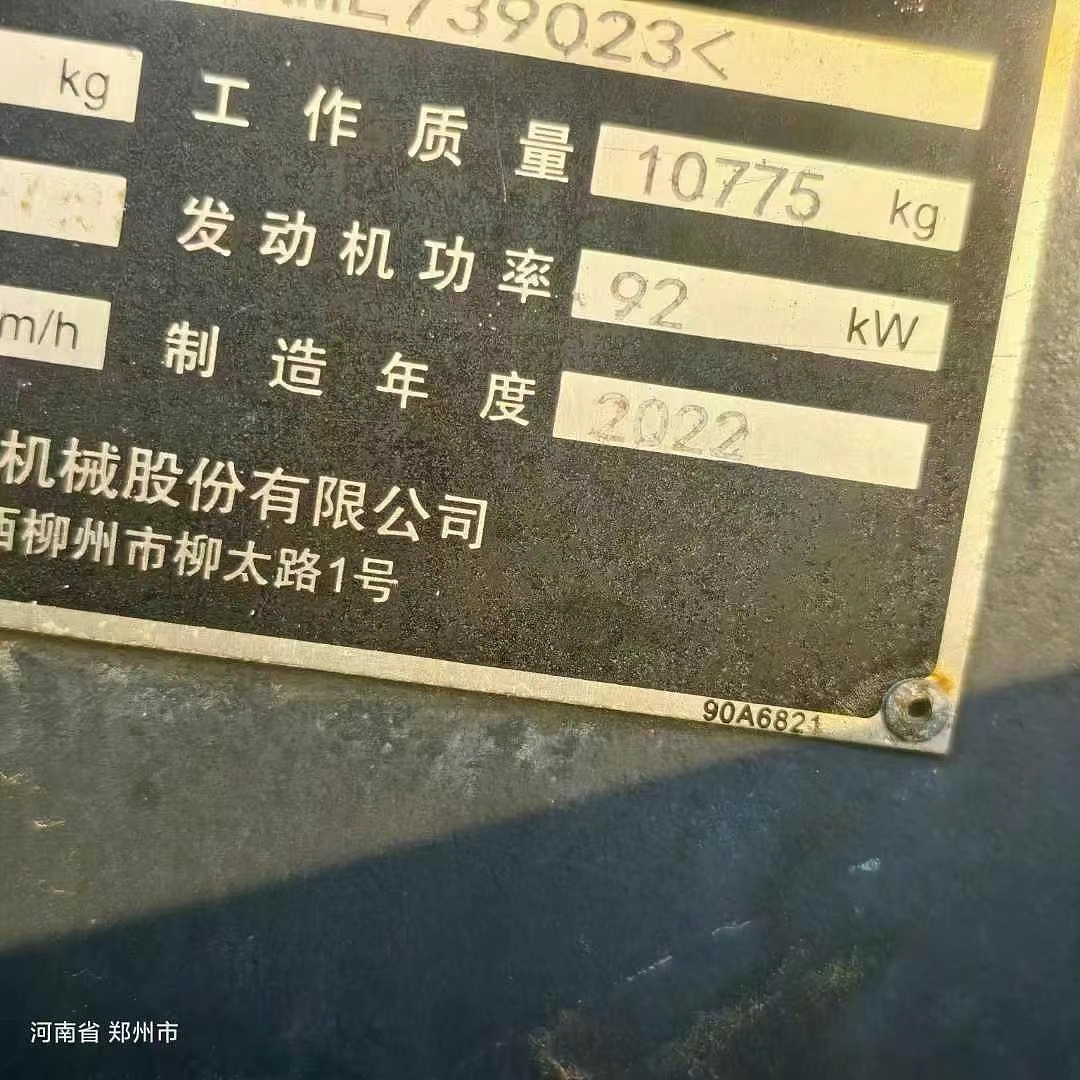 739023<
kg 工作质量 10775 kg
发动机功率 92 kW
m/h 制造年度 2022
机械股份有限公司
西柳州市柳太路1号
90A6821
河南省 郑州市